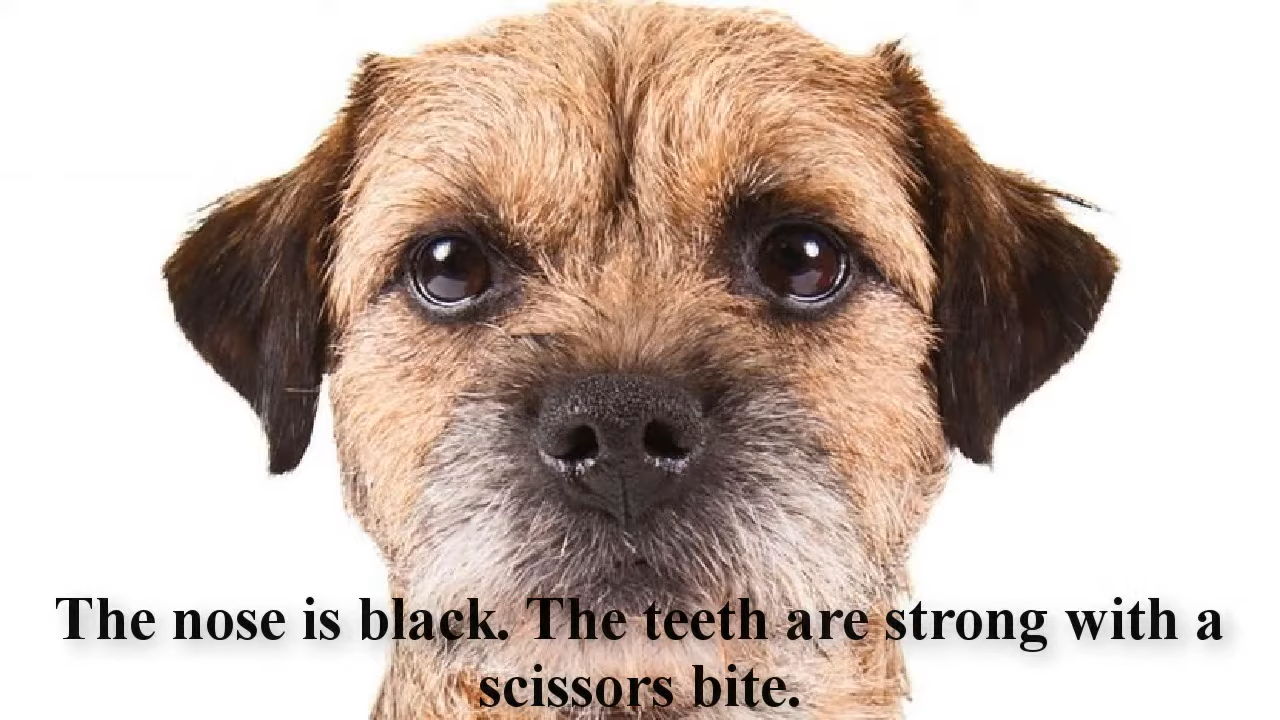 The nose is black. The teeth are strong with a
scissors bite.